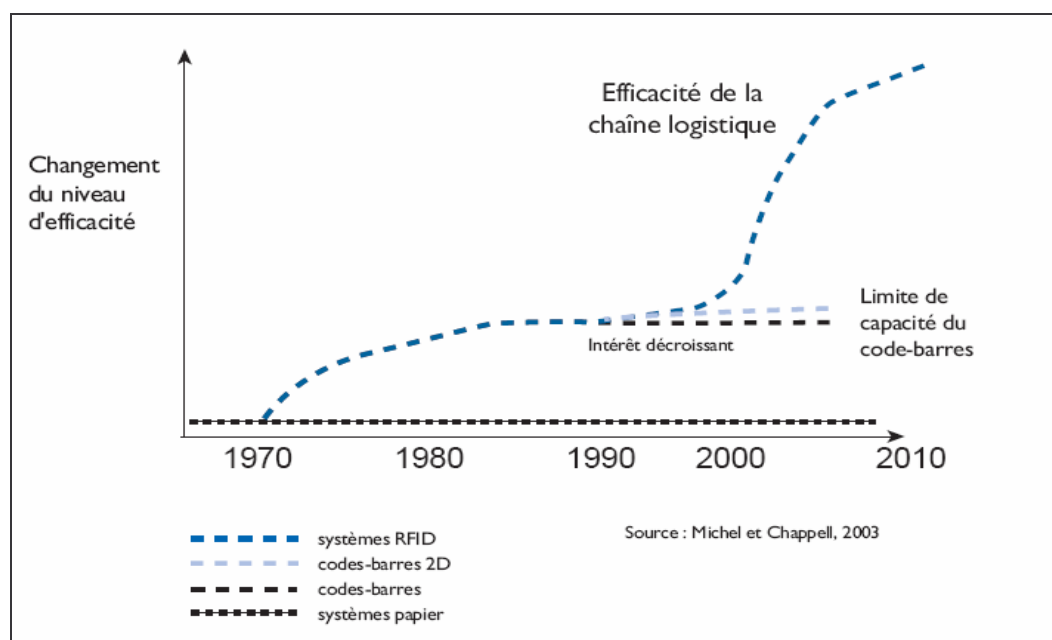 Efficacité de la
chaîne logistique
Changement
du niveau
d'efficacité
Limite de
capacité du
code-barres
Intérêt décroissant
1970 1980 1990 2000 2010
systèmes RFID
codes-barres 2D
codes-barres
systèmes papier
Source : Michel et Chappell, 2003